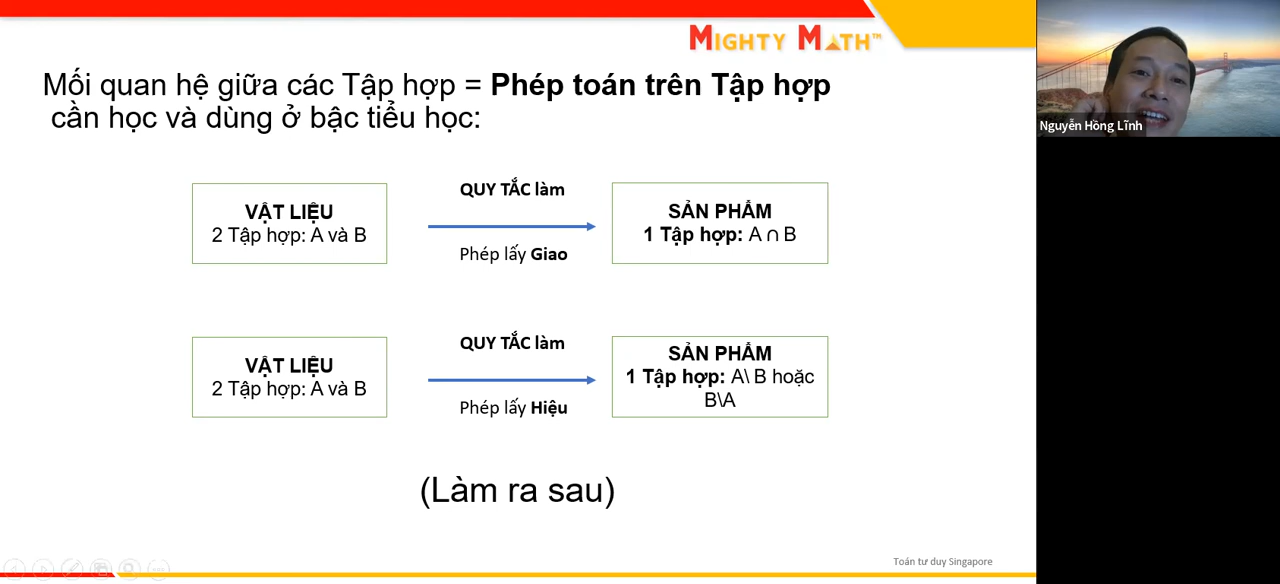 MIGHTY MATH™
Mối quan hệ giữa các Tập hợp = Phép toán trên Tập hợp
cần học và dùng ở bậc tiểu học:
Nguyễn Hồng Lĩnh
VẬT LIỆU
2 Tập hợp: A và B
QUY TẮC làm
Phép lấy Giao
SẢN PHẨM
1 Tập hợp: A ∩ B
VẬT LIỆU
2 Tập hợp: A và B
QUY TẮC làm
Phép lấy Hiệu
SẢN PHẨM
1 Tập hợp: A\ B hoặc
B\A
(Làm ra sau)
Toán tư duy Singapore